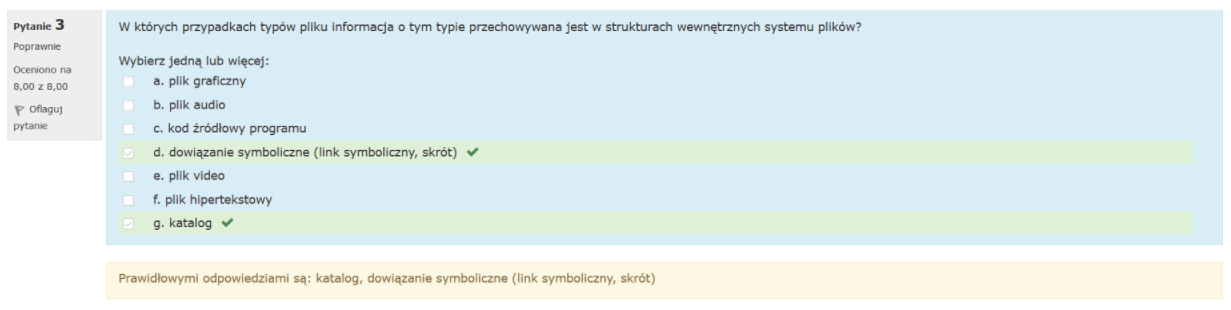 Pytanie 3
Poprawnie
Oceniono na
8,00 z 8,00
Oflaguj
pytanie
W których przypadkach typów pliku informacja o tym typie przechowywana jest w strukturach wewnętrznych systemu plików?
Wybierz jedną lub więcej:
a. plik graficzny
b. plik audio
c. kod źródłowy programu
d. dowiązanie symboliczne (link symboliczny, skrót)
e. plik video
f. plik hipertekstowy
g. katalog
Prawidłowymi odpowiedziami są: katalog, dowiązanie symboliczne (link symboliczny, skrót)